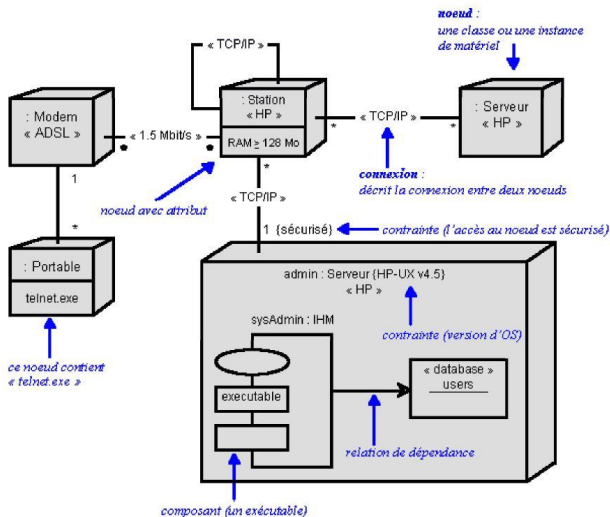 noeud :
une classe ou une instance
de matériel
« TCP/IP »
: Modem
« ADSL »
« 1.5 Mbit/s »
*
*
: Station
« HP »
RAM ≥ 128 Mo
*
« TCP/IP »
*
: Serveur
« HP »
connexion :
décrit la connexion entre deux noeuds
1
*
noeud avec attribut
*
« TCP/IP »
1 {sécurisé}
contrainte (l'accès au noeud est sécurisé)
: Portable
telnet.exe
ce noeud contient
« telnet.exe »
admin : Serveur {HP-UX v4.5}
« HP »
contrainte (version d'OS)
sysAdmin : IHM
executable
« database »
users
relation de dépendance
composant (un exécutable)